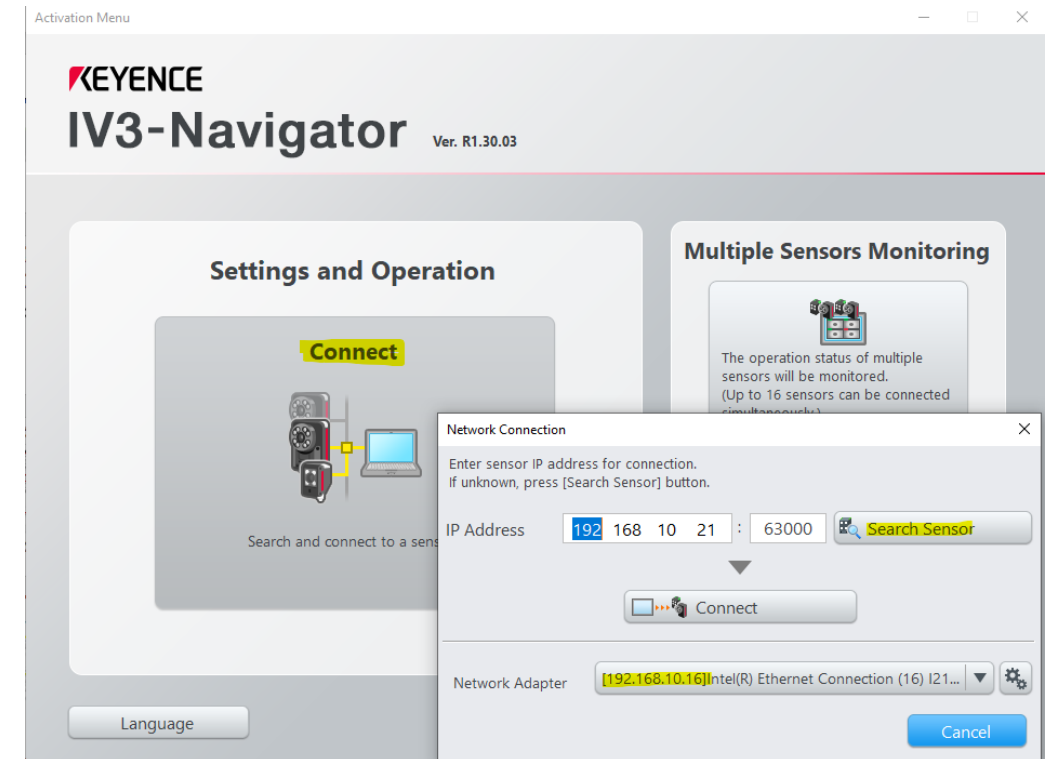 Activation Menu
KEYENCE
IV3-Navigator Ver. R1.30.03
Settings and Operation
Connect
Search and connect to a sens
Multiple Sensors Monitoring
The operation status of multiple
sensors will be monitored.
(Up to 16 sensors can be connected
simultaneously.)
Network Connection
Enter sensor IP address for connection.
If unknown, press [Search Sensor] button.
IP Address 192 168 10 21 : 63000 Search Sensor
Connect
Network Adapter [192.168.10.16]Intel(R) Ethernet Connection (16) I21...
Cancel
Language